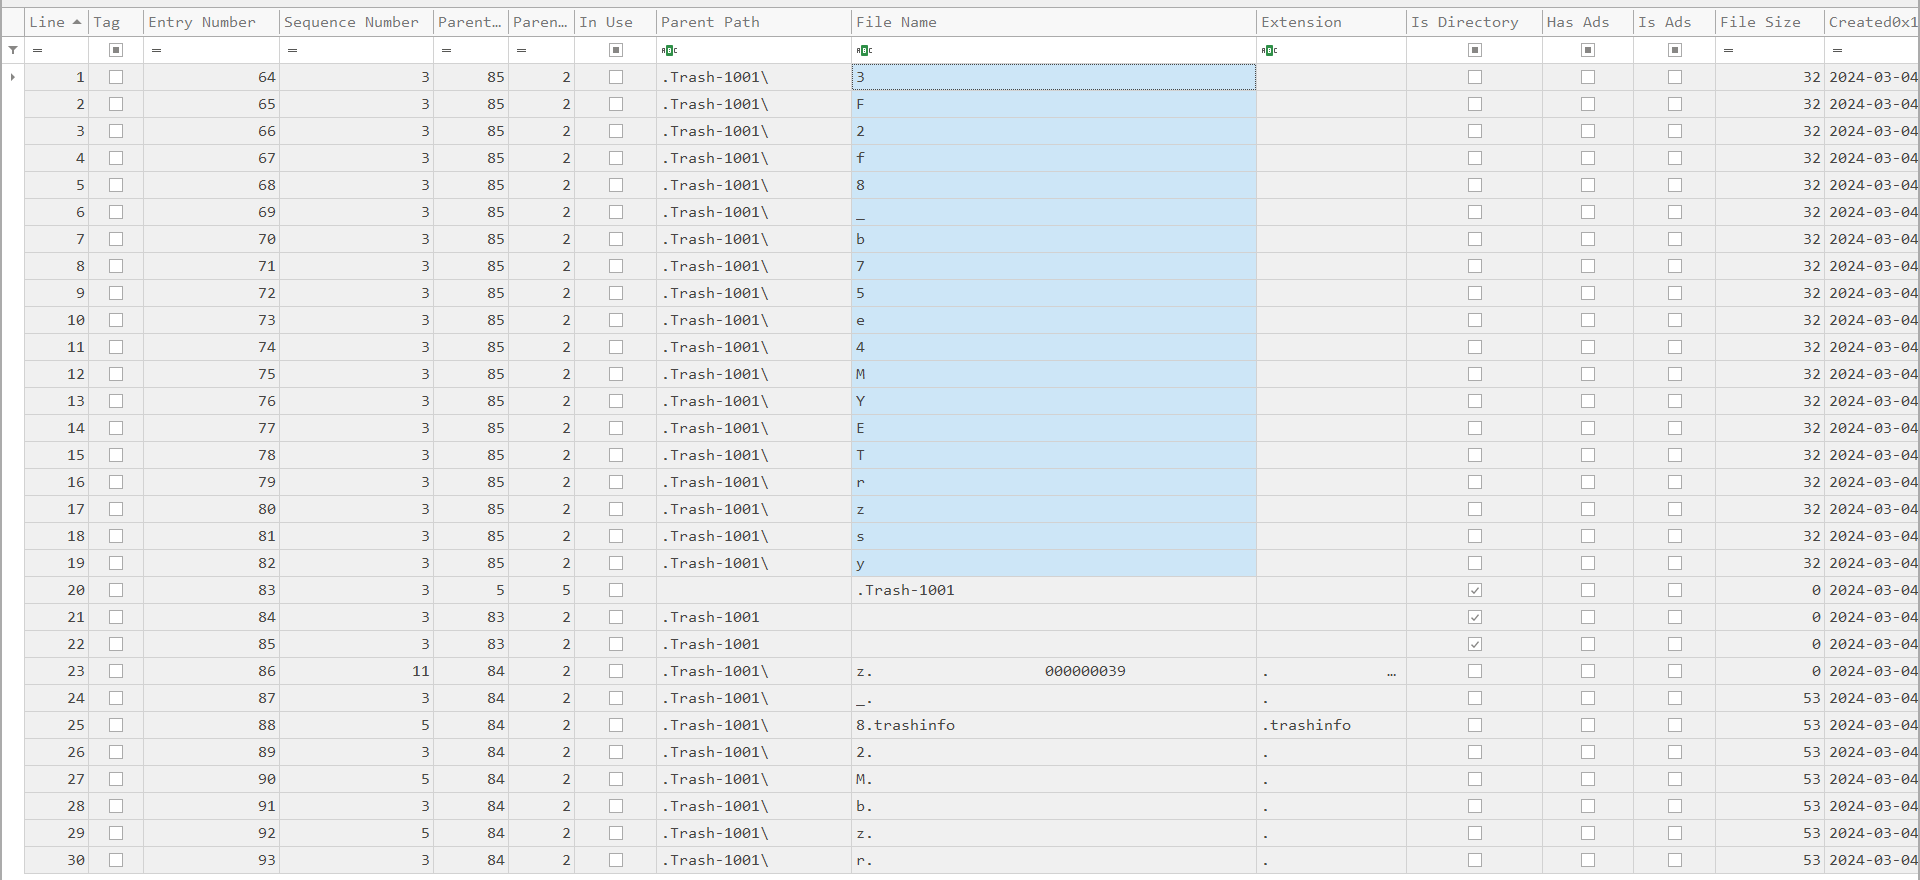 Line Tag Entry Number Sequence Number Parent… Paren… In Use Parent Path File Name Extension Is Directory Has Ads Is Ads File Size Created0x1
= = = = = ABC ABC ABC = =
1 64 3 85 2 .Trash-1001\ 3 32 2024-03-04
2 65 3 85 2 .Trash-1001\ F 32 2024-03-04
3 66 3 85 2 .Trash-1001\ 2 32 2024-03-04
4 67 3 85 2 .Trash-1001\ f 32 2024-03-04
5 68 3 85 2 .Trash-1001\ 8 32 2024-03-04
6 69 3 85 2 .Trash-1001\ _ 32 2024-03-04
7 70 3 85 2 .Trash-1001\ b 32 2024-03-04
8 71 3 85 2 .Trash-1001\ 7 32 2024-03-04
9 72 3 85 2 .Trash-1001\ 5 32 2024-03-04
10 73 3 85 2 .Trash-1001\ e 32 2024-03-04
11 74 3 85 2 .Trash-1001\ 4 32 2024-03-04
12 75 3 85 2 .Trash-1001\ M 32 2024-03-04
13 76 3 85 2 .Trash-1001\ Y 32 2024-03-04
14 77 3 85 2 .Trash-1001\ E 32 2024-03-04
15 78 3 85 2 .Trash-1001\ T 32 2024-03-04
16 79 3 85 2 .Trash-1001\ r 32 2024-03-04
17 80 3 85 2 .Trash-1001\ z 32 2024-03-04
18 81 3 85 2 .Trash-1001\ s 32 2024-03-04
19 82 3 85 2 .Trash-1001\ y 32 2024-03-04
20 83 3 5 5 .Trash-1001 0 2024-03-04
21 84 3 83 2 .Trash-1001 0 2024-03-04
22 85 3 83 2 .Trash-1001 0 2024-03-04
23 86 11 84 2 .Trash-1001\ z. 000000039 . … 0 2024-03-04
24 87 3 84 2 .Trash-1001\ _. . 53 2024-03-04
25 88 5 84 2 .Trash-1001\ 8.trashinfo .trashinfo 53 2024-03-04
26 89 3 84 2 .Trash-1001\ 2. . 53 2024-03-04
27 90 5 84 2 .Trash-1001\ M. . 53 2024-03-04
28 91 3 84 2 .Trash-1001\ b. . 53 2024-03-04
29 92 5 84 2 .Trash-1001\ z. . 53 2024-03-04
30 93 3 84 2 .Trash-1001\ r. . 53 2024-03-04